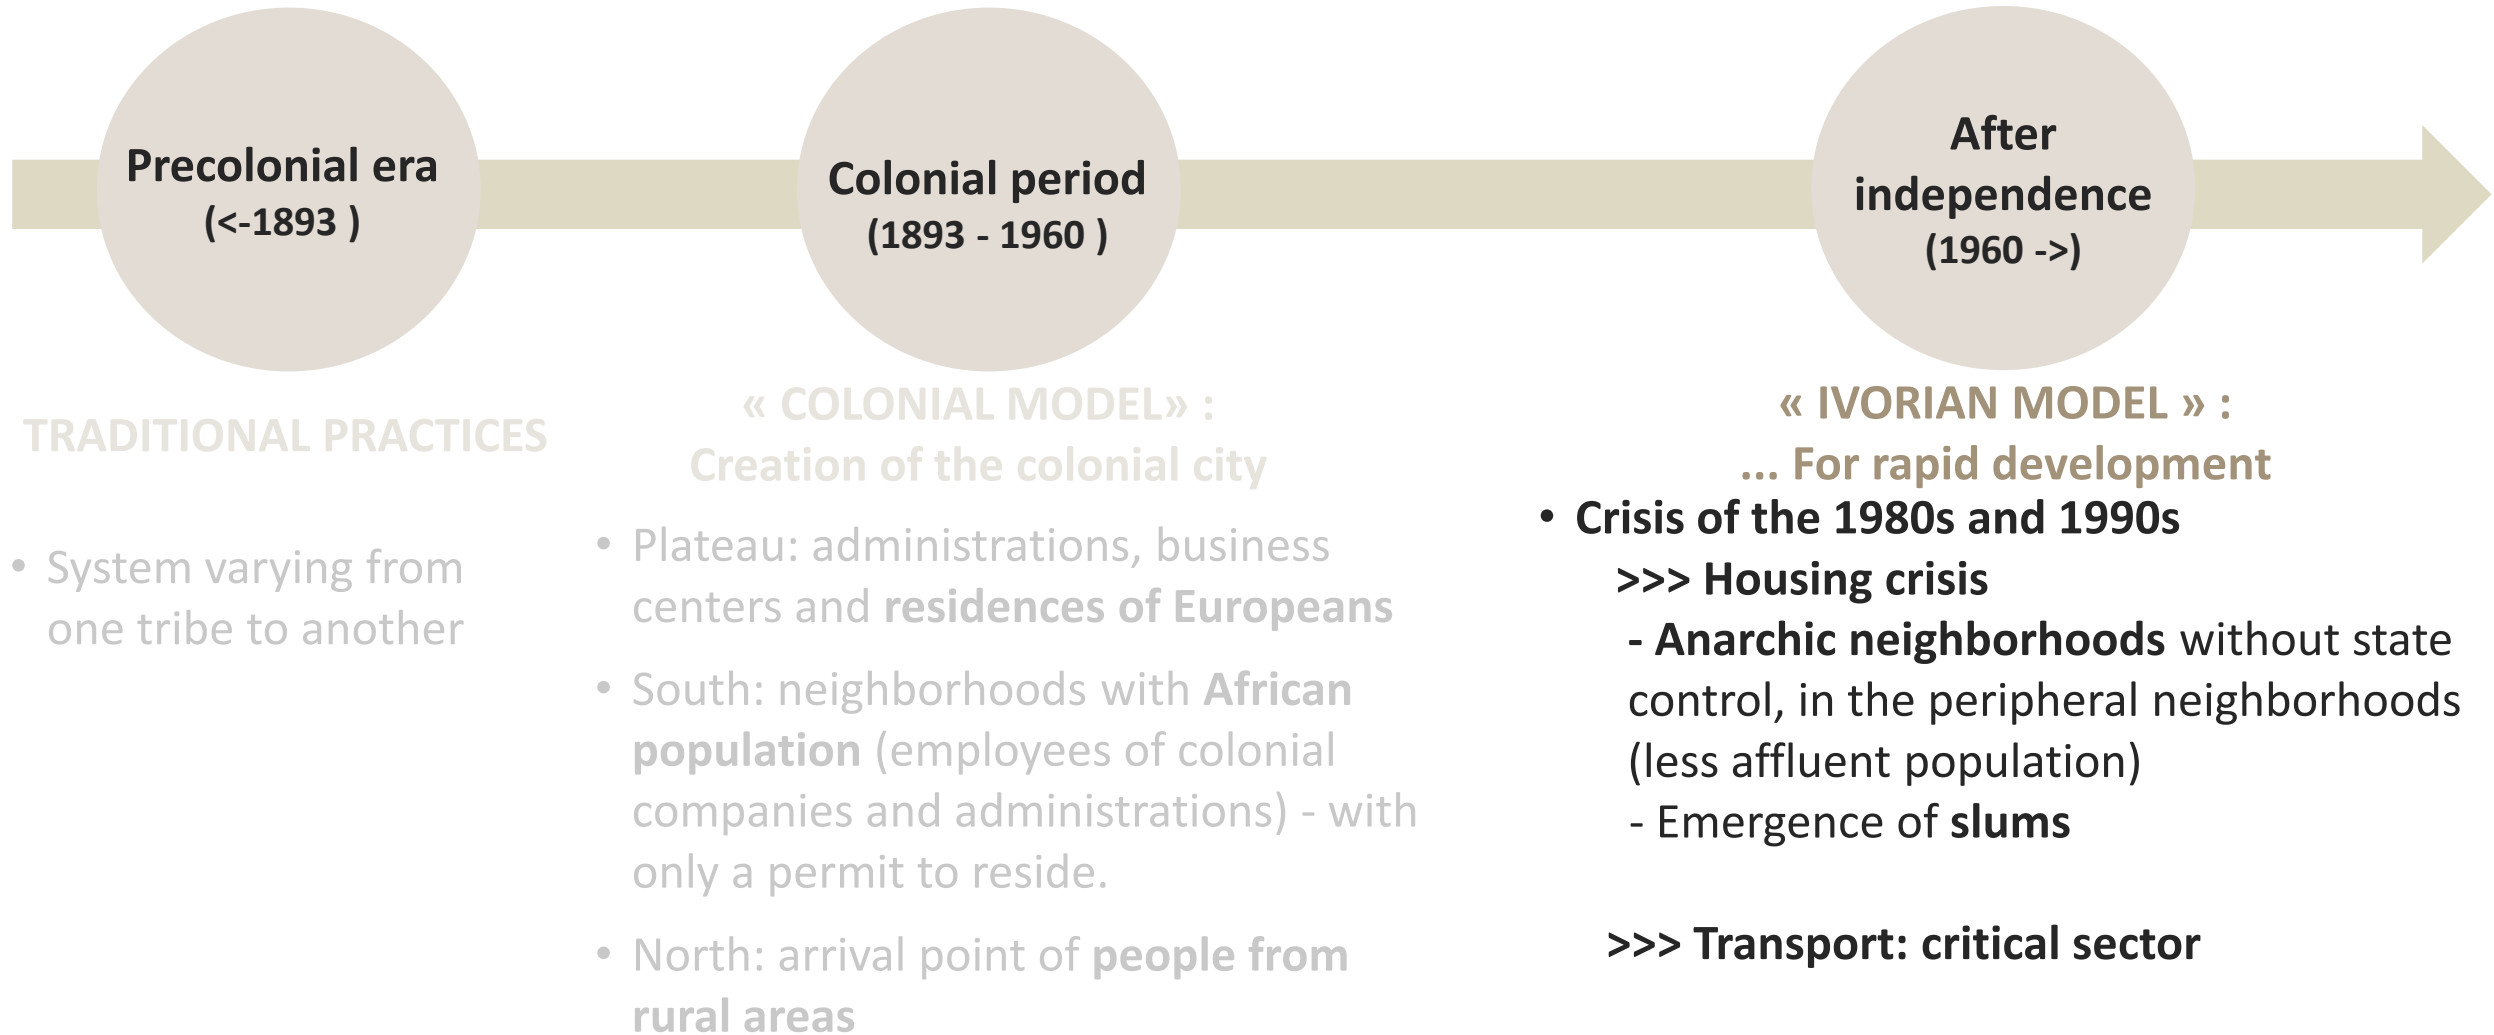 Precolonial era
(<-1893 )
Colonial period
(1893 - 1960 )
After
independence
(1960 ->)
TRADITIONAL PRACTICES
• System varying from
one tribe to another
« COLONIAL MODEL» :
Creation of the colonial city
• Plateau: administrations, business
centers and residences of Europeans
• South: neighborhoods with African
population (employees of colonial
companies and administrations) - with
only a permit to reside.
• North: arrival point of people from
rural areas
« IVORIAN MODEL » :
... For rapid development
• Crisis of the 1980s and 1990s
>>> Housing crisis
- Anarchic neighborhoods without state
control, in the peripheral neighborhoods
(less affluent population)
- Emergence of slums
>>> Transport: critical sector